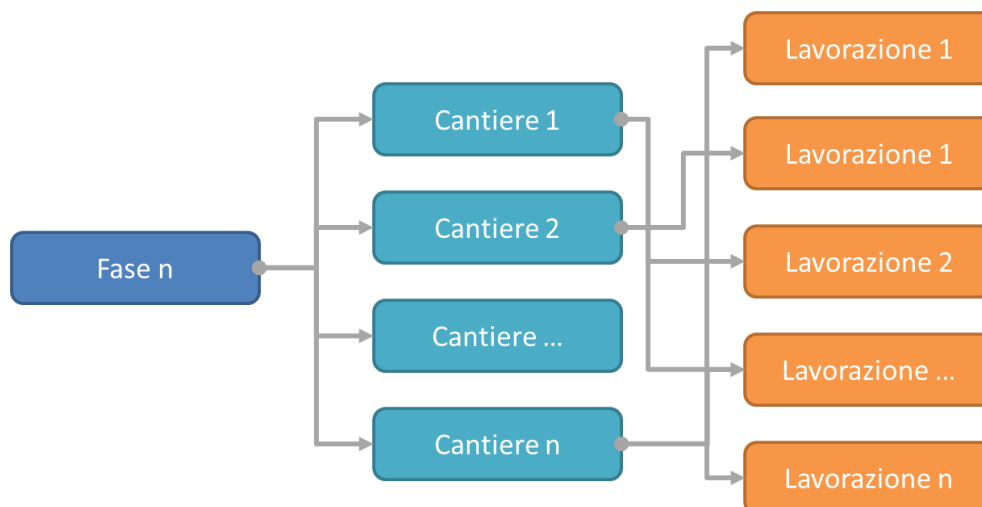 Fase n
Cantiere 1
Cantiere 2
Cantiere ...
Cantiere n
Lavorazione 1
Lavorazione 1
Lavorazione 2
Lavorazione ...
Lavorazione n